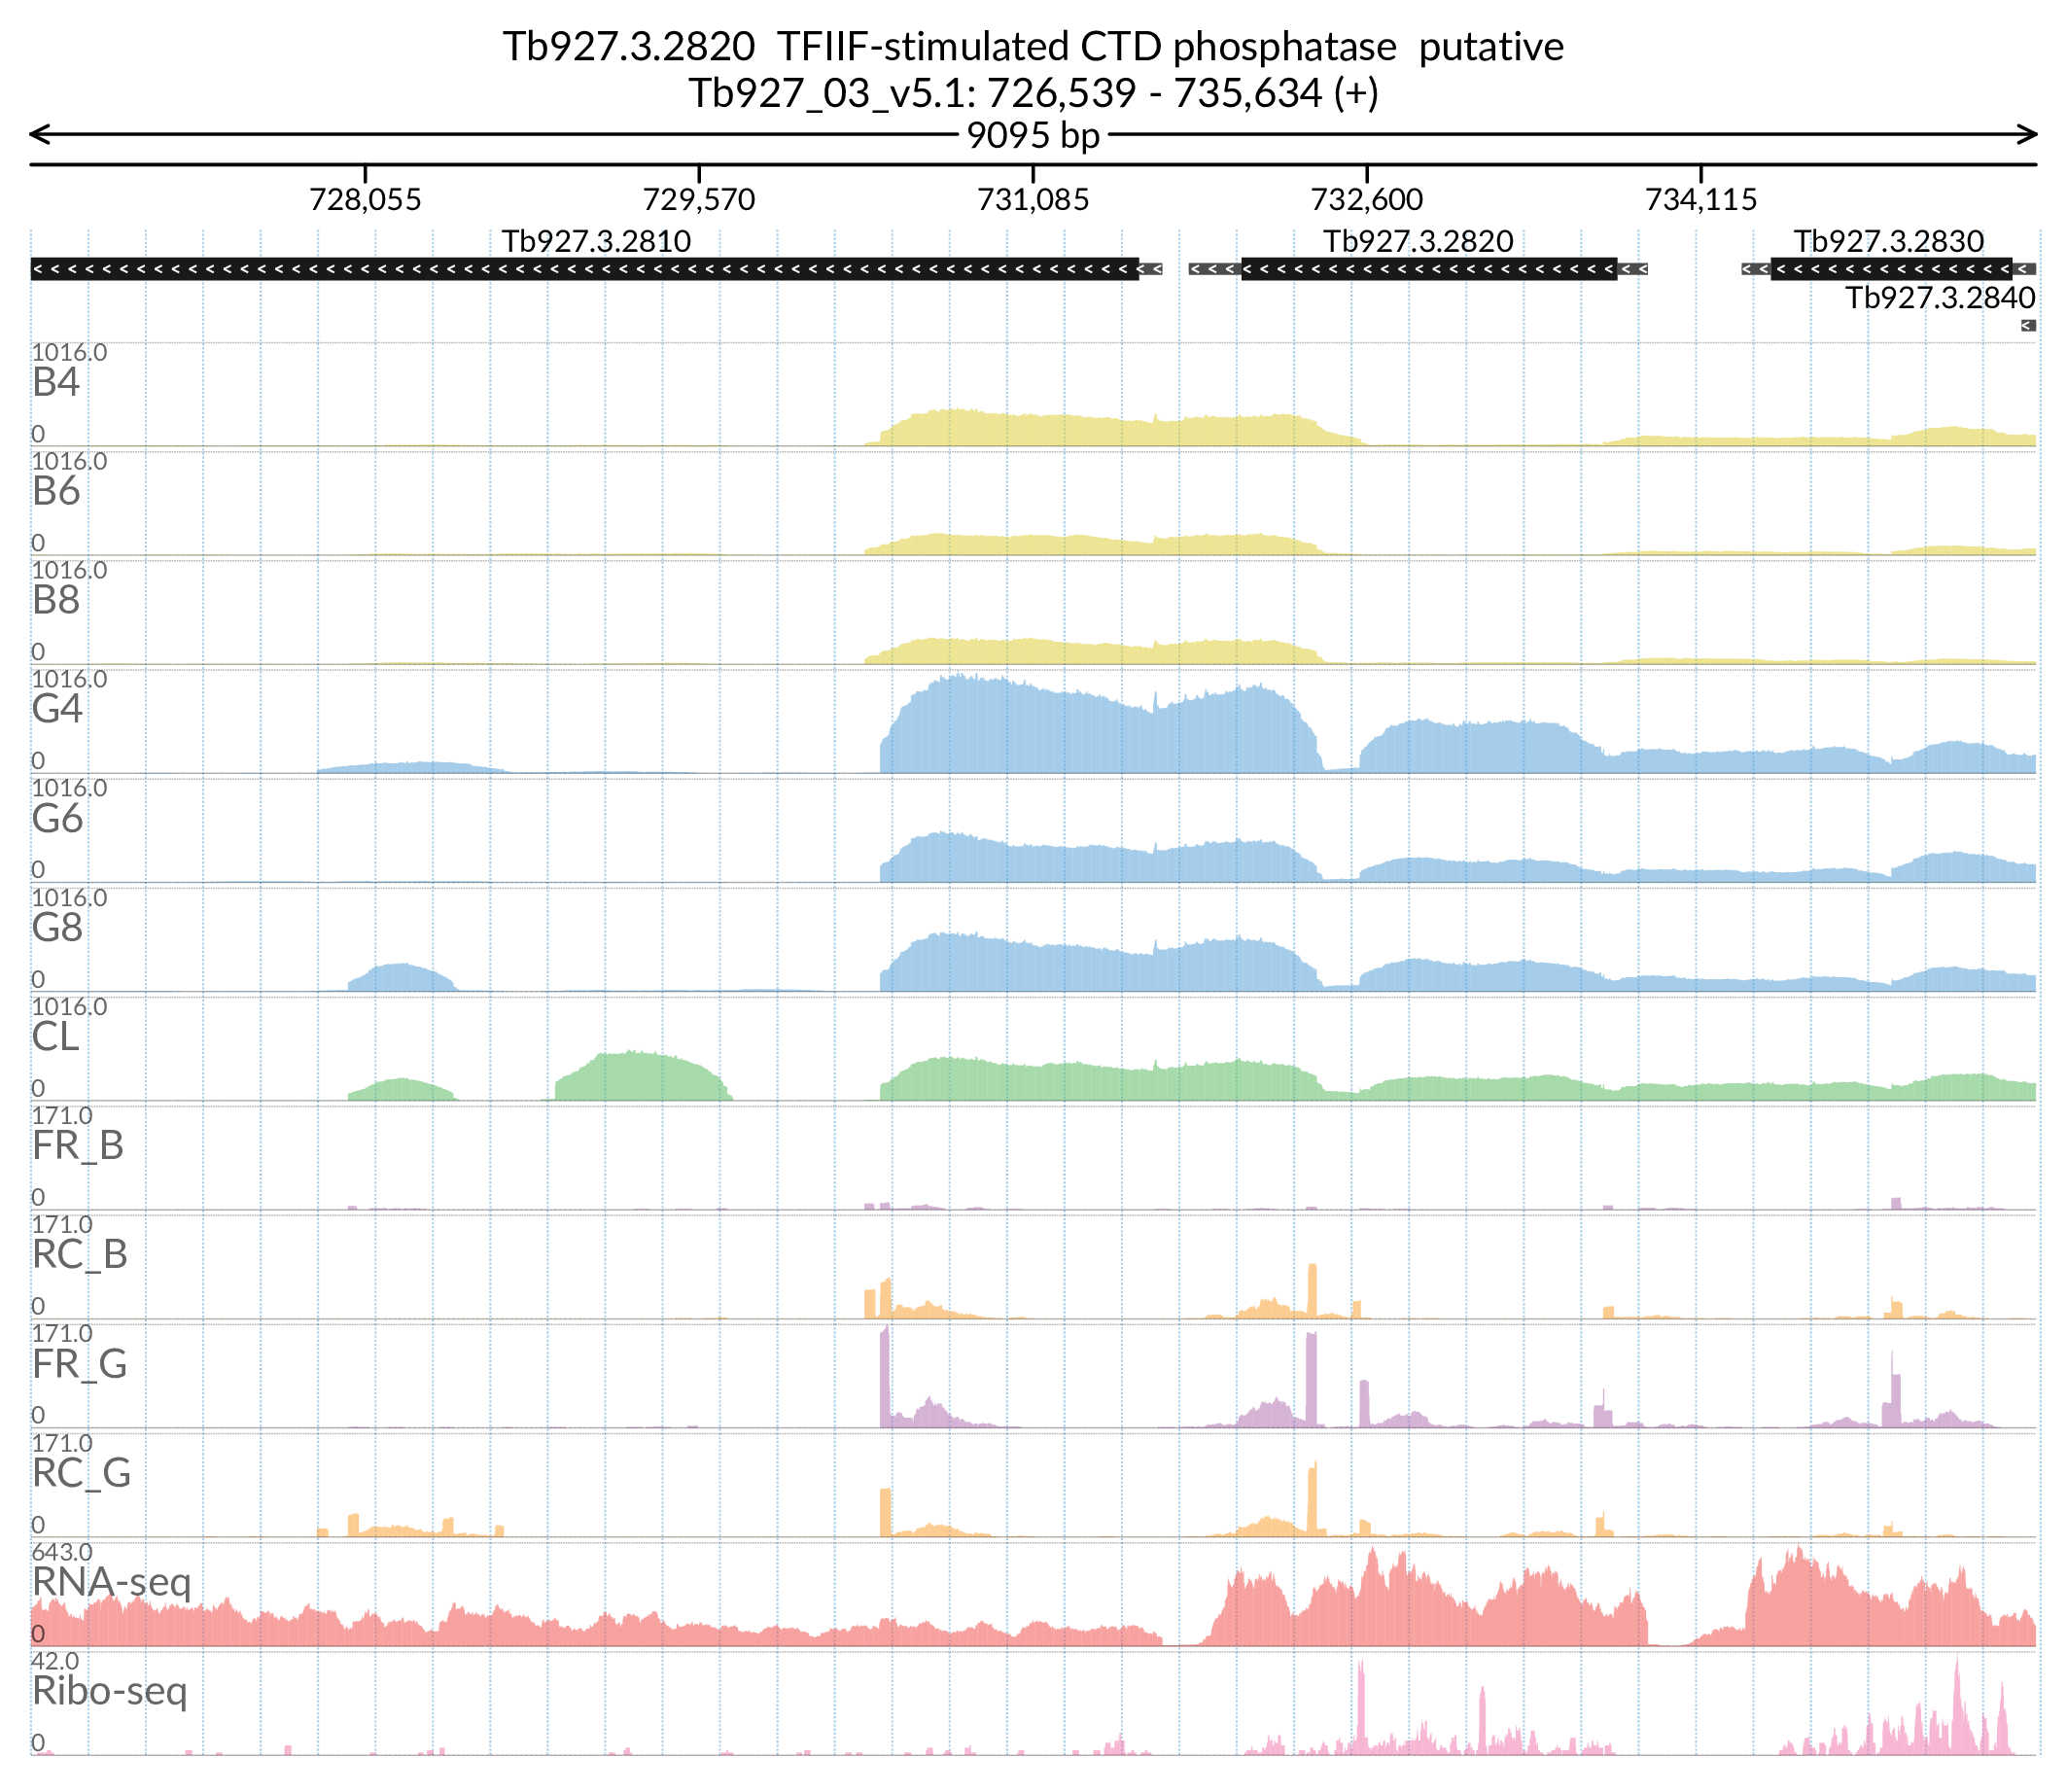 Tb927.3.2820  TFIIF-stimulated CTD phosphatase  putative
Tb927_03_v5.1: 726,539 - 735,634 (+)
9095 bp
728,055 729,570 731,085 732,600 734,115
Tb927.3.2810 Tb927.3.2820 Tb927.3.2830
Tb927.3.2840
1016.0
B4
0
1016.0
B6
0
1016.0
B8
0
1016.0
G4
0
1016.0
G6
0
1016.0
G8
0
1016.0
CL
0
171.0
FR_B
0
171.0
RC_B
0
171.0
FR_G
0
171.0
RC_G
0
643.0
RNA-seq
0
42.0
Ribo-seq
0